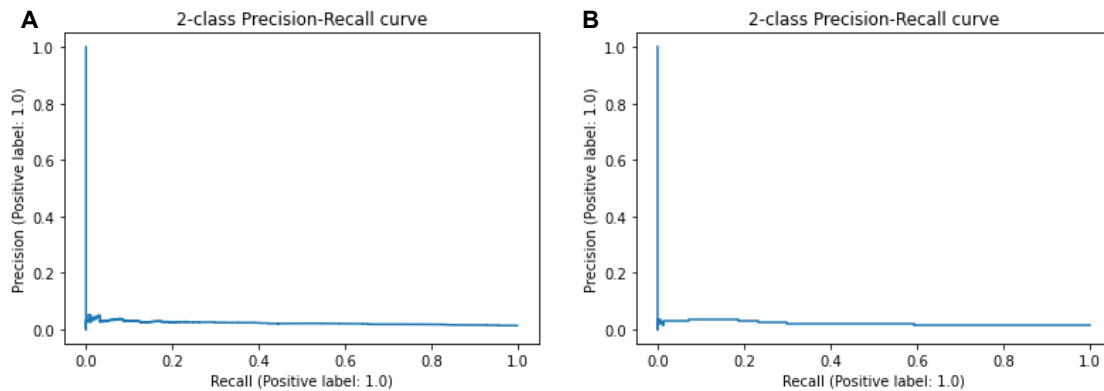 A
2-class Precision-Recall curve
Precision (Positive label: 1.0)
1.0
0.8
0.6
0.4
0.2
0.0
0.0 0.2 0.4 0.6 0.8 1.0
Recall (Positive label: 1.0)
B
2-class Precision-Recall curve
Precision (Positive label: 1.0)
1.0
0.8
0.6
0.4
0.2
0.0
0.0 0.2 0.4 0.6 0.8 1.0
Recall (Positive label: 1.0)